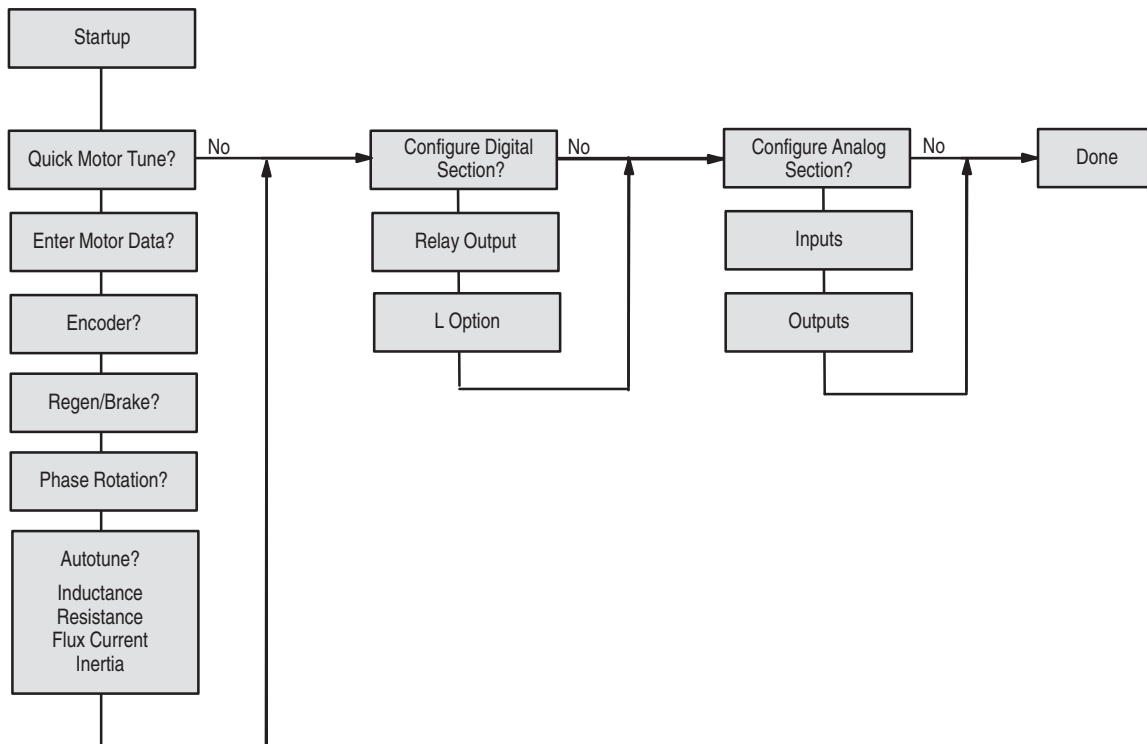 Startup
Quick Motor Tune?
No
Enter Motor Data?
Encoder?
Regen/Brake?
Phase Rotation?
Autotune?
Inductance
Resistance
Flux Current
Inertia
Configure Digital
Section?
No
Relay Output
L Option
Configure Analog
Section?
No
Inputs
Outputs
Done